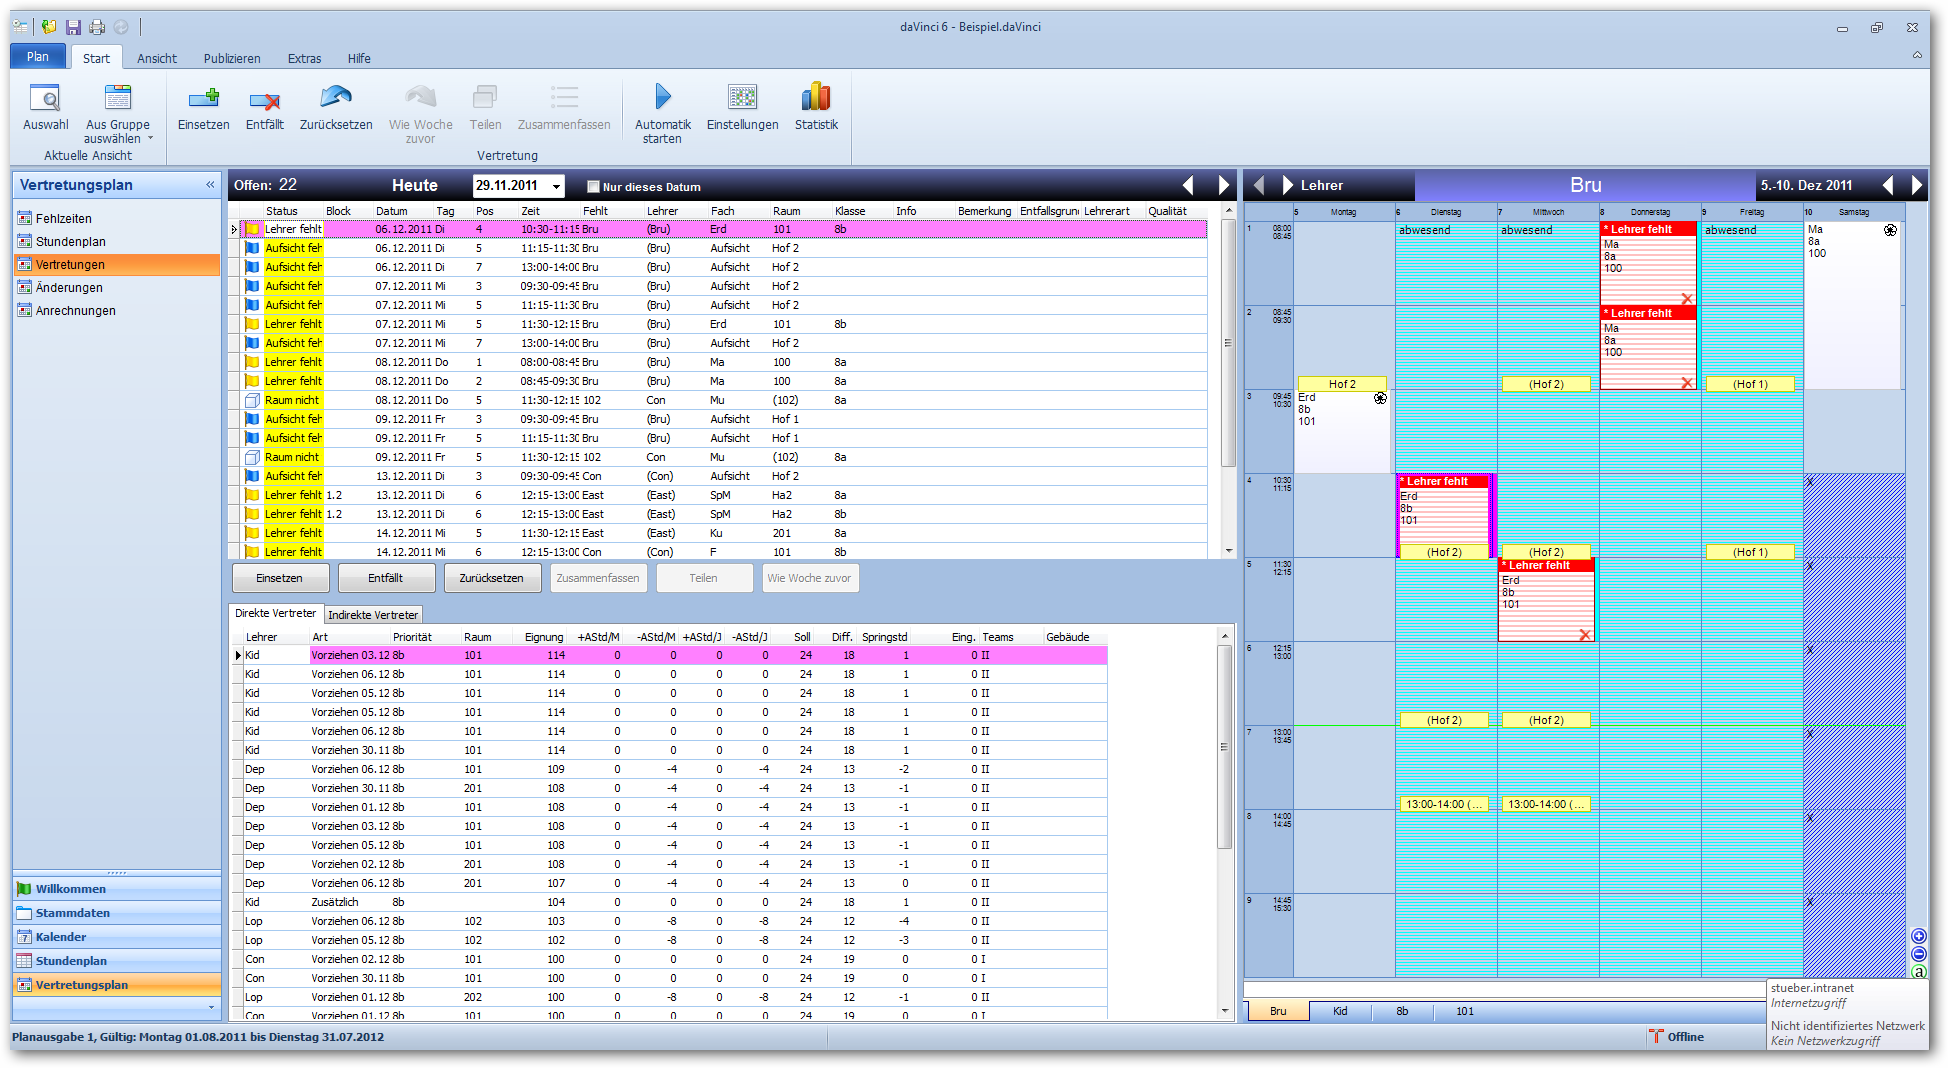 daVinci 6 - Beispiel.daVinci
Plan Start Ansicht Publizieren Extras Hilfe
Auswahl Aus Gruppe auswählen Einsetzen Entfällt Zurücksetzen Wie Woche zuvor Teilen Zusammenfassen Automatik starten Einstellungen Statistik
Aktuelle Ansicht Vertretung
Vertretungsplan «
Fehlzeiten
Stundenplan
Vertretungen
Änderungen
Anrechnungen
Willkommen
Stammdaten
Kalender
Stundenplan
Vertretungsplan
Offen: 22 Heute 29.11.2011 Nur dieses Datum
Status Block Datum Tag Pos Zeit Fehlt Lehrer Fach Raum Klasse Info Bemerkung Entfallsgrun Lehrerart Qualität
Lehrer fehlt 06.12.2011 Di 4 10:30-11:15 Bru (Bru) Erd 101 8b
Aufsicht feh 06.12.2011 Di 5 11:15-11:30 Bru (Bru) Aufsicht Hof 2
Aufsicht feh 06.12.2011 Di 7 13:00-14:00 Bru (Bru) Aufsicht Hof 2
Aufsicht feh 07.12.2011 Mi 3 09:30-09:45 Bru (Bru) Aufsicht Hof 2
Aufsicht feh 07.12.2011 Mi 5 11:15-11:30 Bru (Bru) Aufsicht Hof 2
Lehrer fehlt 07.12.2011 Mi 5 11:30-12:15 Bru (Bru) Erd 101 8b
Aufsicht feh 07.12.2011 Mi 7 13:00-14:00 Bru (Bru) Aufsicht Hof 2
Lehrer fehlt 08.12.2011 Do 1 08:00-08:45 Bru (Bru) Ma 100 8a
Lehrer fehlt 08.12.2011 Do 2 08:45-09:30 Bru (Bru) Ma 100 8a
Raum nicht 08.12.2011 Do 5 11:30-12:15 102 Con Mu (102) 8a
Aufsicht feh 09.12.2011 Fr 3 09:30-09:45 Bru (Bru) Aufsicht Hof 1
Aufsicht feh 09.12.2011 Fr 5 11:15-11:30 Bru (Bru) Aufsicht Hof 1
Raum nicht 09.12.2011 Fr 5 11:30-12:15 102 Con Mu (102) 8a
Aufsicht feh 13.12.2011 Di 3 09:30-09:45 Con (Con) Aufsicht Hof 2
Lehrer fehlt 1.2 13.12.2011 Di 6 12:15-13:00 East (East) SpM Ha2 8a
Lehrer fehlt 1.2 13.12.2011 Di 6 12:15-13:00 East (East) SpM Ha2 8b
Lehrer fehlt 14.12.2011 Mi 5 11:30-12:15 East (East) Ku 201 8a
Lehrer fehlt 14.12.2011 Mi 6 12:15-13:00 Con (Con) F 101 8b
Einsetzen Entfällt Zurücksetzen Zusammenfassen Teilen Wie Woche zuvor
Direkte Vertreter Indirekte Vertreter
Lehrer Art Priorität Raum Eignung +AStd/M -AStd/M +AStd/J -AStd/J Soll Diff. Springstd Eing. Teams Gebäude
Kid Vorziehen 03.12 8b 101 114 0 0 0 0 24 18 1 0 II
Kid Vorziehen 06.12 8b 101 114 0 0 0 0 24 18 1 0 II
Kid Vorziehen 05.12 8b 101 114 0 0 0 0 24 18 1 0 II
Kid Vorziehen 05.12 8b 101 114 0 0 0 0 24 18 1 0 II
Kid Vorziehen 06.12 8b 101 114 0 0 0 0 24 18 1 0 II
Kid Vorziehen 30.11 8b 101 114 0 0 0 0 24 18 1 0 II
Dep Vorziehen 06.12 8b 101 109 0 -4 0 -4 24 13 -2 0 II
Dep Vorziehen 30.11 8b 201 108 0 -4 0 -4 24 13 -1 0 II
Dep Vorziehen 01.12 8b 101 108 0 -4 0 -4 24 13 -1 0 II
Dep Vorziehen 03.12 8b 101 108 0 -4 0 -4 24 13 -1 0 II
Dep Vorziehen 05.12 8b 101 108 0 -4 0 -4 24 13 -1 0 II
Dep Vorziehen 02.12 8b 201 108 0 -4 0 -4 24 13 -1 0 II
Dep Vorziehen 06.12 8b 201 107 0 -4 0 -4 24 13 0 0 II
Kid Zusätzlich 8b 104 0 0 0 0 24 18 1 0 II
Lop Vorziehen 06.12 8b 102 103 0 -8 0 -8 24 12 -4 0 II
Lop Vorziehen 05.12 8b 102 102 0 -8 0 -8 24 12 -3 0 II
Con Vorziehen 02.12 8b 101 100 0 0 0 0 24 19 0 0 I
Con Vorziehen 30.11 8b 101 100 0 0 0 0 24 19 0 0 I
Lop Vorziehen 01.12 8b 202 100 0 -8 0 -8 24 12 -1 0 II
Con Vorziehen 01.12 8b 101 100 0 0 0 0 24 19 0 0 I
Lehrer Bru 5.-10. Dez 2011
5 Montag 6 Dienstag 7 Mittwoch 8 Donnerstag 9 Freitag 10 Samstag
1 08:00 abwesend abwesend * Lehrer fehlt abwesend Ma
08:45 Ma 8a
8a 100
100
2 08:45 * Lehrer fehlt
09:30 Ma
8a
100
Hof 2 (Hof 2) (Hof 1)
3 09:45 Erd
10:30 8b
101
4 10:30 * Lehrer fehlt x
11:15 Erd
8b
101
(Hof 2) (Hof 2) (Hof 1)
5 11:30 * Lehrer fehlt x
12:15 Erd
8b
101
6 12:15 x
13:00
(Hof 2) (Hof 2)
7 13:00 x
13:45
13:00-14:00 (... 13:00-14:00 (...
8 14:00 x
14:45
9 14:45 x
15:30
a
Bru Kid 8b 101
stueber.intranet
Internetzugriff
Nicht identifiziertes Netzwerk
Kein Netzwerkzugriff
Planausgabe 1, Gültig: Montag 01.08.2011 bis Dienstag 31.07.2012 Offline